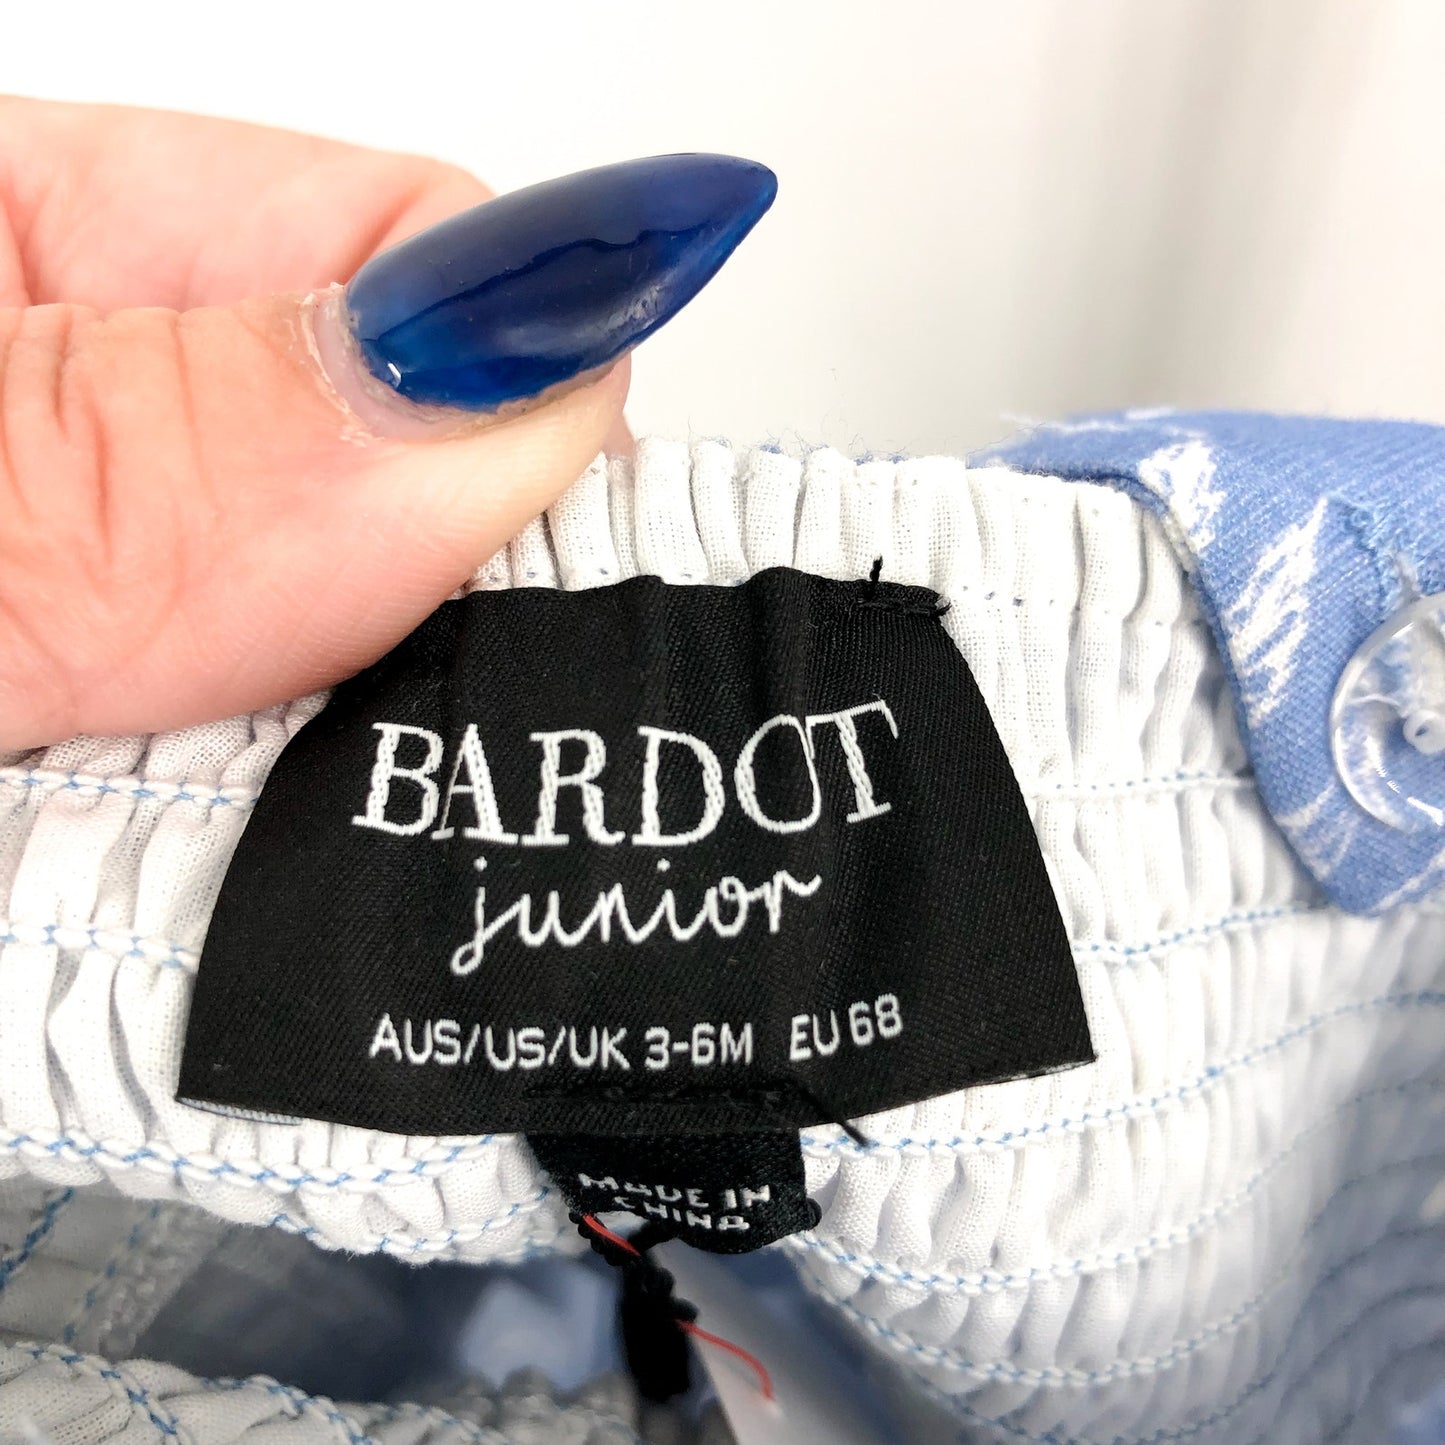 BARDOT
junior
AUS/US/UK 3-6M EU 68
MADE IN
CHINA